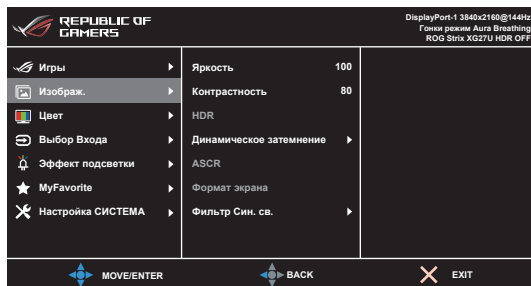 REPUBLIC OF
GAMERS
DisplayPort-1 3840x2160@144Hz
Гонки режим Aura Breathing
ROG Strix XG27U HDR OFF
Игры
Изображ.
Цвет
Выбор Входа
Эффект подсветки
MyFavorite
Настройка СИСТЕМА
Яркость 100
Контрастность 80
HDR
Динамическое затемнение
ASCR
Формат экрана
Фильтр Син. св.
MOVE/ENTER
BACK
EXIT